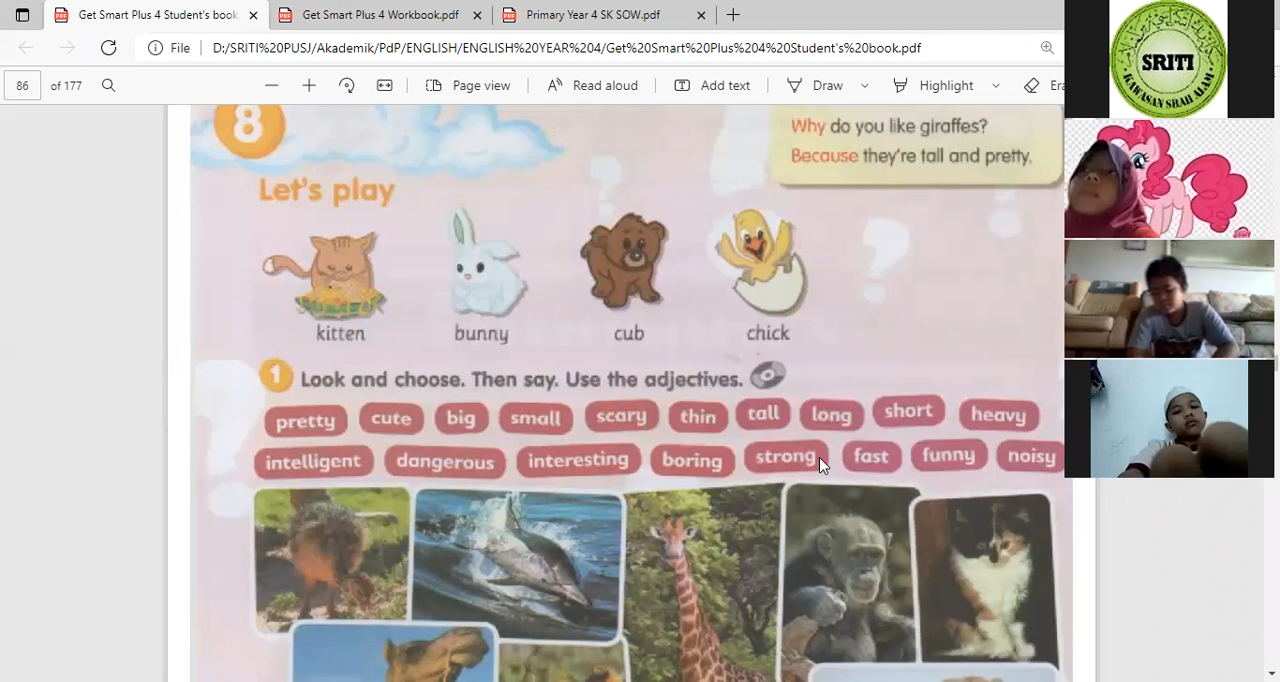 Get Smart Plus 4 Student's book
Get Smart Plus 4 Workbook.pdf
Primary Year 4 SK SOW.pdf
File
D:/SRITI%20PUSJ/Akademik/PdP/ENGLISH/ENGLISH%20YEAR%204/Get%20Smart%20Plus%204%20Student's%20book.pdf
86 of 177
Page view
Read aloud
Add text
Draw
Highlight
Era
8
Why do you like giraffes?
Because they're tall and pretty.
Let's play
kitten bunny cub chick
1 Look and choose. Then say. Use the adjectives.
pretty cute big small scary thin tall long short heavy
intelligent dangerous interesting boring strong fast funny noisy
SRITI
KAWASAN SHAH ALAM